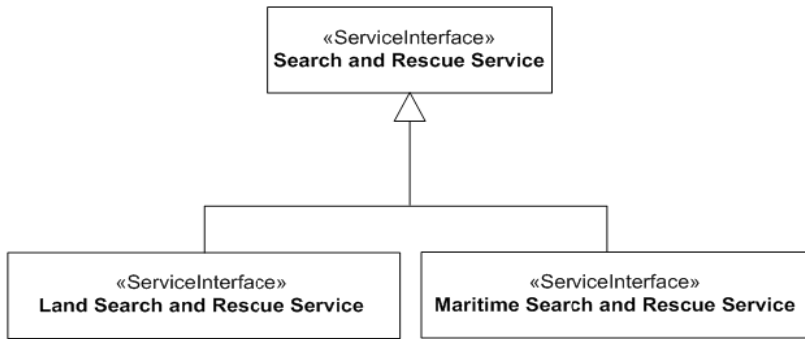 «ServiceInterface»
Search and Rescue Service
«ServiceInterface»
Land Search and Rescue Service
«ServiceInterface»
Maritime Search and Rescue Service